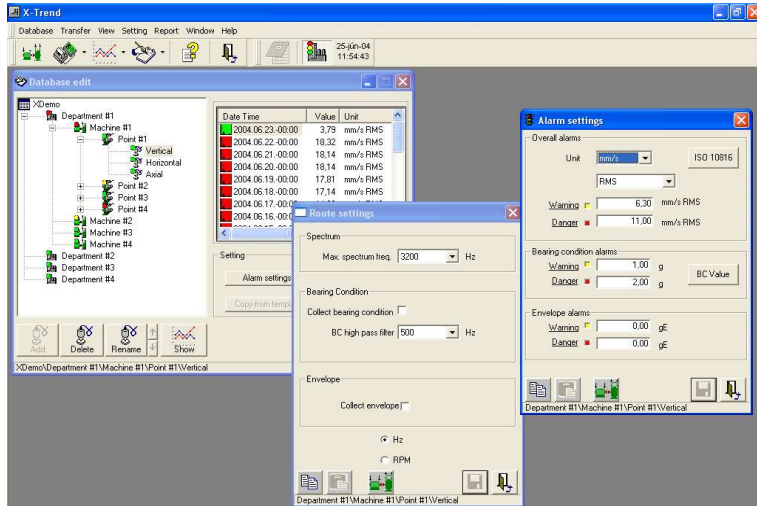 X-Trend
Database Transfer View Setting Report Window Help
25-jún-04
11:54:43
Database edit
XDemo
Department #1
Machine #1
Point #1
Vertical
Horizontal
Axial
Point #2
Point #3
Point #4
Machine #2
Machine #3
Machine #4
Department #2
Department #3
Department #4
Date Time Value Unit
2004.06.23.-00:00 3,79 mm/s RMS
2004.06.22.-00:00 18,32 mm/s RMS
2004.06.21.-00:00 18,14 mm/s RMS
2004.06.20.-00:00 18,14 mm/s RMS
2004.06.19.-00:00 17,81 mm/s RMS
2004.06.18.-00:00 17,14 mm/s RMS
2004.06.17.-00:0
2004.06.16.-00:0
Setting
Alarm settings
Copy from templ
Add Delete Rename Show
XDemo\Department #1\Machine #1\Point #1\Vertical
Route settings
Spectrum
Max. spectrum freq. 3200 Hz
Bearing Condition
Collect bearing condition
BC high pass filter 500 Hz
Envelope
Collect envelope
Hz
RPM
Department #1\Machine #1\Point #1\Vertical
Alarm settings
Overall alarms
Unit mm/s ISO 10816
RMS
Warning 6,30 mm/s RMS
Danger 11,00 mm/s RMS
Bearing condition alarms
Warning 1,00 g
Danger 2,00 g
BC Value
Envelope alarms
Warning 0,00 gE
Danger 0,00 gE
Department #1\Machine #1\Point #1\Vertical